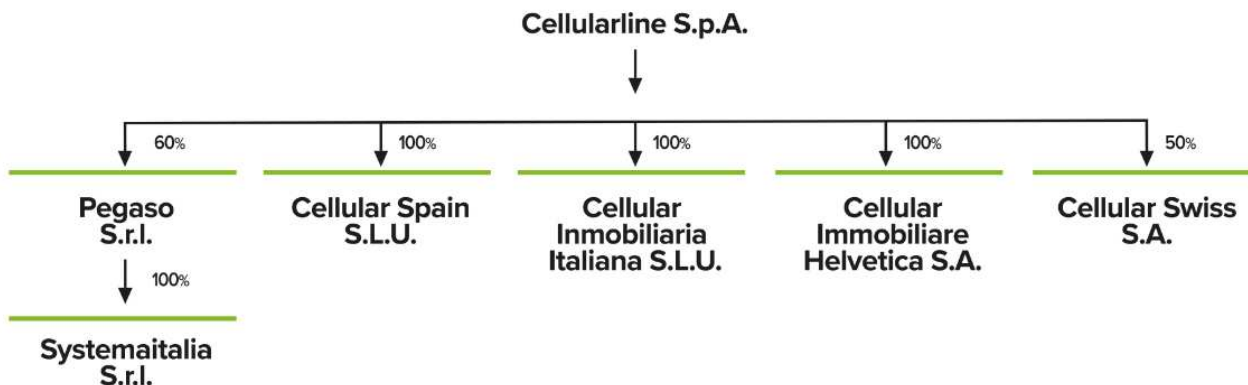 Cellularline S.p.A.
60%
100%
100%
100%
50%
Pegaso
S.r.l.
Cellular Spain
S.L.U.
Cellular
Inmobiliaria
Italiana S.L.U.
Cellular
Immobiliare
Helvetica S.A.
Cellular Swiss
S.A.
100%
Systemaitalia
S.r.l.